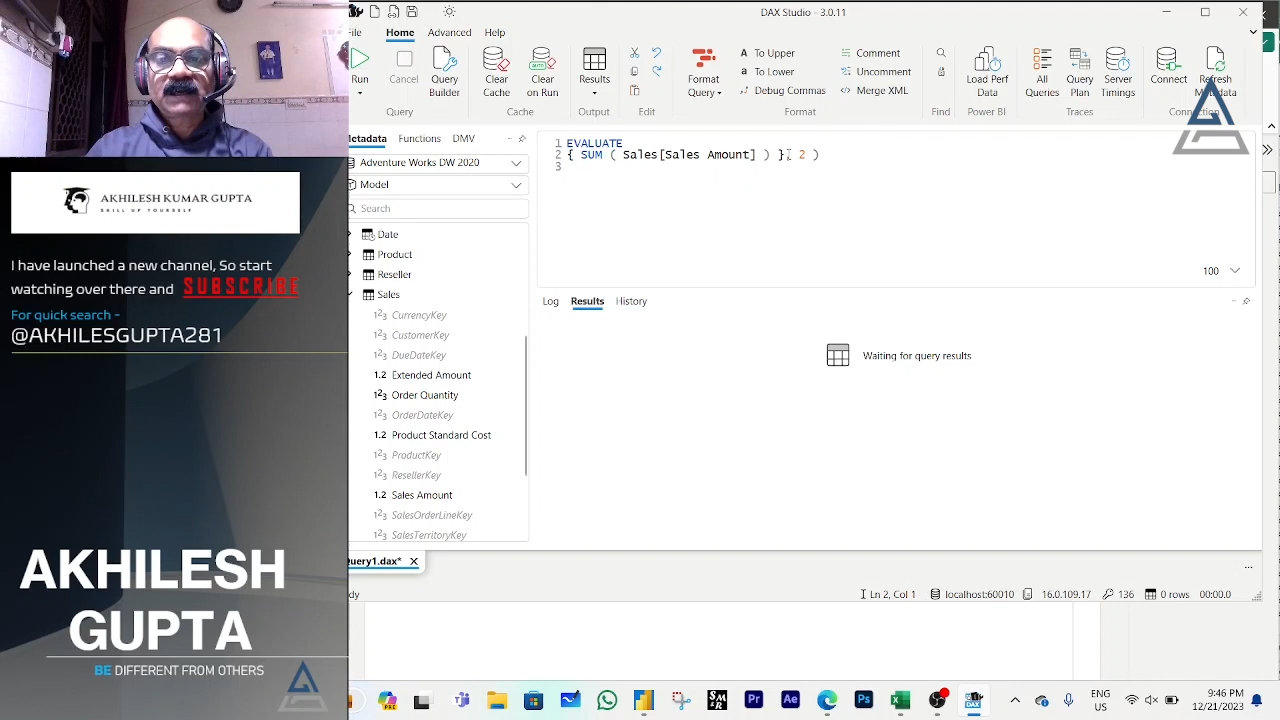 DAX Studio - 3.0.11
Home
Advanced
Help
Query
Builder
Clear
Cache
Clear Cache
on Run
Results
Output
Edit
Format
Query
To Upper
To Lower
Comment
Debug Commas
Merge XML
Format
Find
Load Perf
Data
Power Bi
All
Queries
Query
Plan
Server
Timings
Traces
Connect
Refresh
Metadata
Connection
etadata
Functions
DMV
Adventure Works DW 2020
Model
Search
Date
Product
Reseller
Sales
CurrencyKey
CustomerKey
DueDateKey
Extended Amount
Order Quantity
OrderDateKey
Product Standard Cost
ProductKey
ResellerKey
Sales Amount
SalesOrderLineKey
SalesTerritoryKey
1 EVALUATE
2 { SUM ( Sales[Sales Amount] ) }, 2 )
3
100
Log
Results
History
Waiting for query results
uery1.dax*
dy
Ln 2, Col 1
localhost:60010
16.0.109.17
136
0 rows
00:00.0
AKHILESH KUMAR GUPTA
SKILL UP YOURSELF
I have launched a new channel, So start
watching over there and SUBSCRIBE
For quick search -
@AKHILESGUPTA281
AKHILESH
GUPTA
BE DIFFERENT FROM OTHERS
ENG
US
9:46 PM
12/21/2023